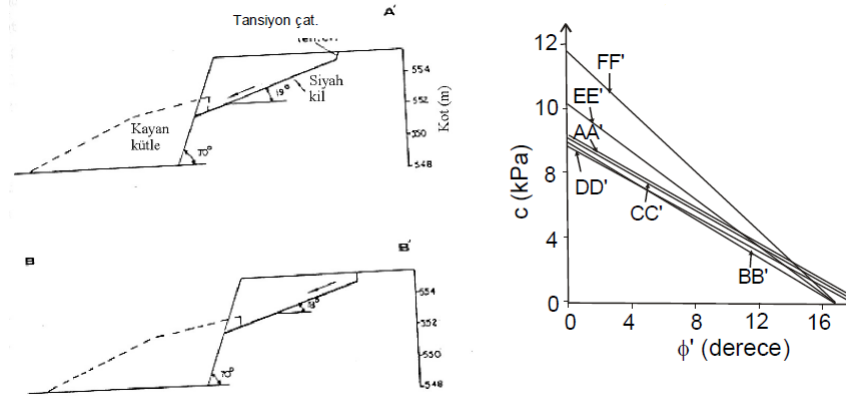 Tansiyon çat.
A'
Siyah
kil
19°
Kayan
kütle
70°
554
552
550
548
Kot (m)
B
B'
70°
554
552
550
548
12
10
8
4
0
c (kPa)
FF'
EE'
AA'
DD'
CC'
BB'
0
4
8
12
16
ϕ' (derece)